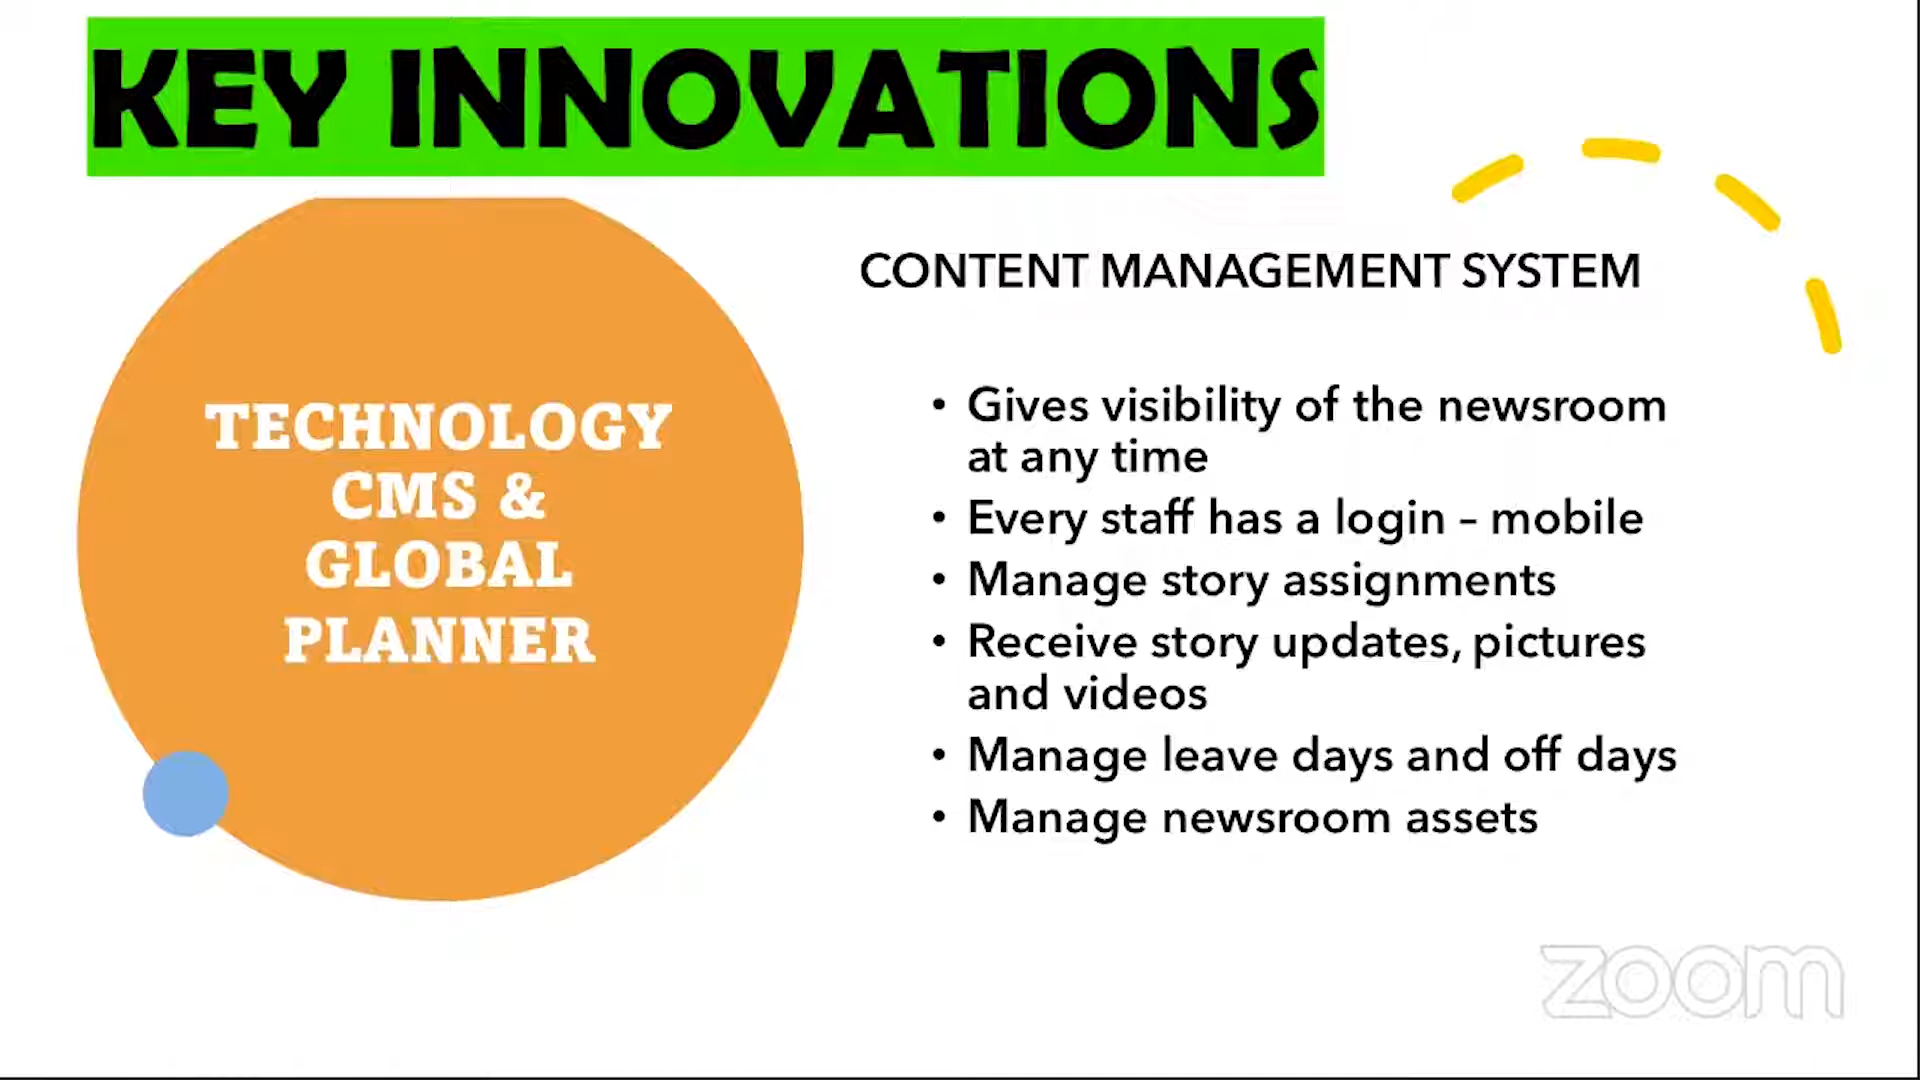 KEY INNOVATIONS
TECHNOLOGY
CMS &
GLOBAL
PLANNER
CONTENT MANAGEMENT SYSTEM
• Gives visibility of the newsroom
at any time
• Every staff has a login – mobile
• Manage story assignments
• Receive story updates, pictures
and videos
• Manage leave days and off days
• Manage newsroom assets
zoom